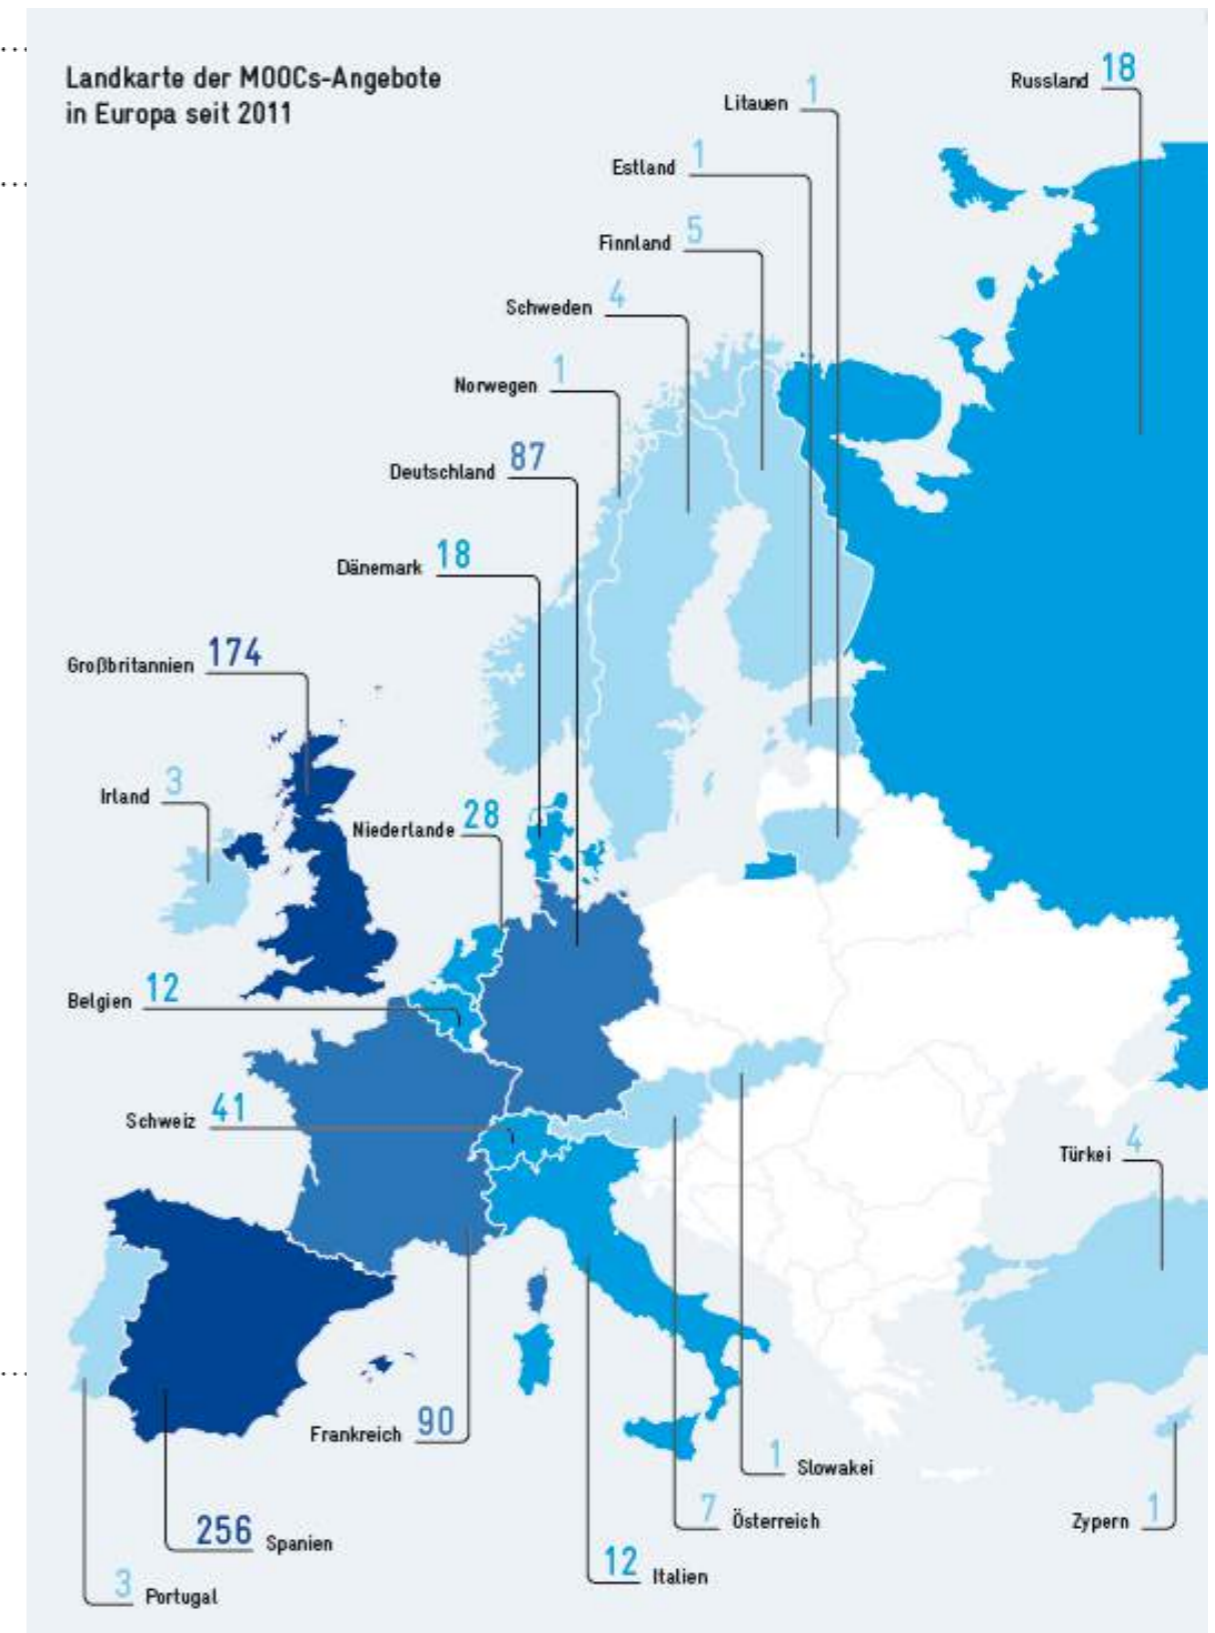 Landkarte der MOOCs-Angebote
in Europa seit 2011
Russland 18
Litauen 1
Estland 1
Finnland 5
Schweden 4
Norwegen 1
Deutschland 87
Dänemark 18
Großbritannien 174
Irland 3
Niederlande 28
Belgien 12
Schweiz 41
Türkei 4
Frankreich 90
1 Slowakei
7 Österreich
Zypern 1
256 Spanien
12 Italien
3 Portugal